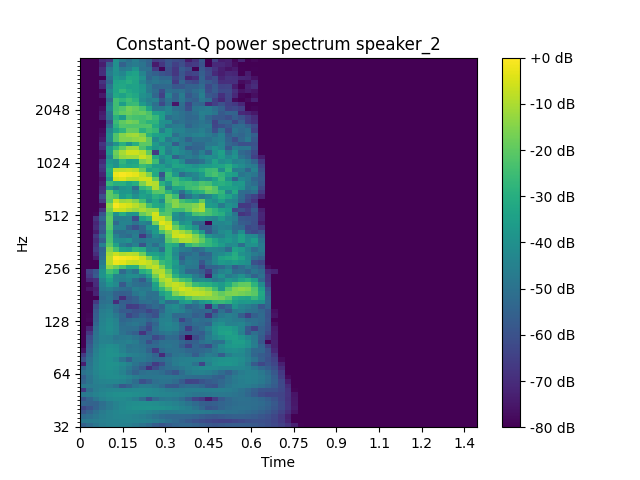 Constant-Q power spectrum speaker_2
Hz
2048
1024
512
256
128
64
32
0 0.15 0.3 0.45 0.6 0.75 0.9 1.1 1.2 1.4
Time
+0 dB
-10 dB
-20 dB
-30 dB
-40 dB
-50 dB
-60 dB
-70 dB
-80 dB